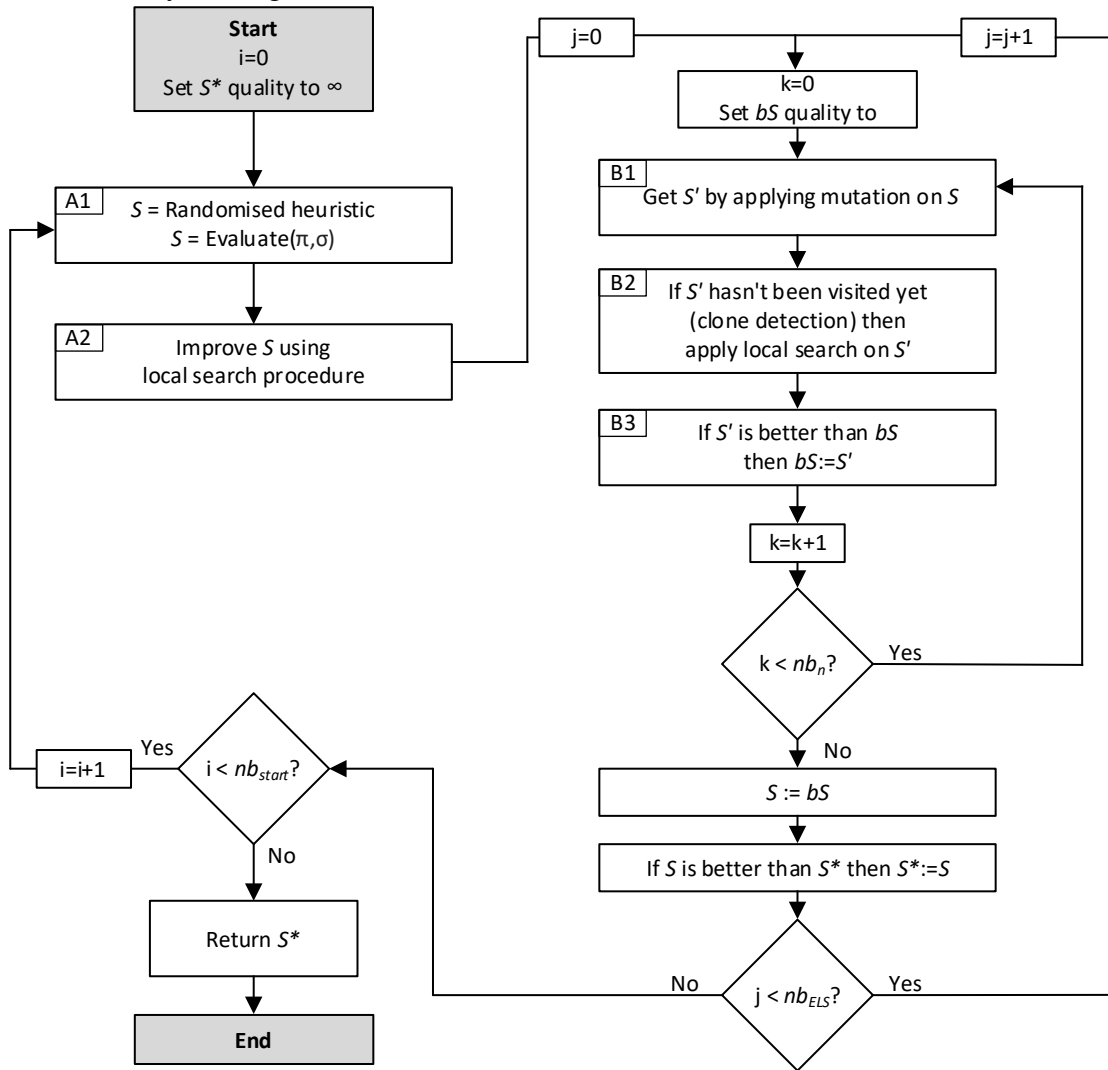 Start
i=0
Set S* quality to ∞
A1
S = Randomised heuristic
S = Evaluate(π,σ)
A2
Improve S using
local search procedure
j=0
j=j+1
k=0
Set bS quality to
B1
Get S' by applying mutation on S
B2
If S' hasn't been visited yet
(clone detection) then
apply local search on S'
B3
If S' is better than bS
then bS:=S'
k=k+1
k < nbn?
Yes
No
S := bS
If S is better than S* then S*:=S
j < nbELS?
Yes
No
i < nbstart?
Yes
i=i+1
No
Return S*
End